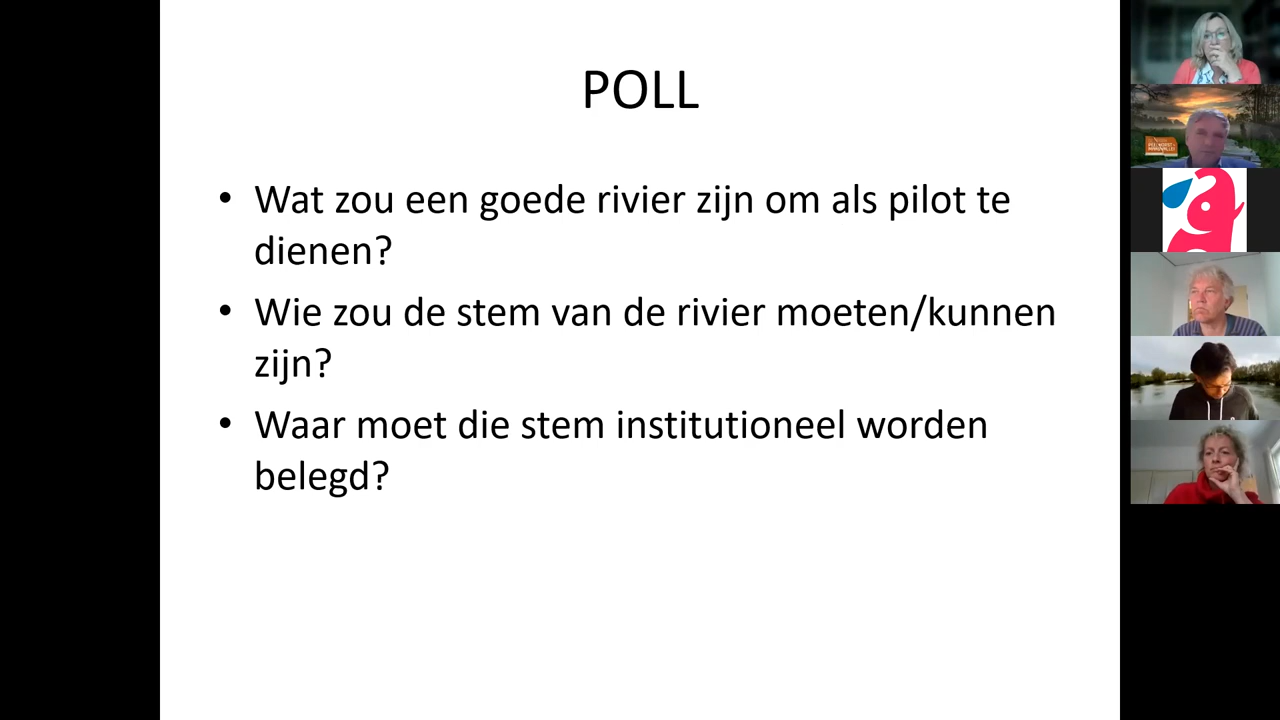 POLL
• Wat zou een goede rivier zijn om als pilot te
dienen?
• Wie zou de stem van de rivier moeten/kunnen
zijn?
• Waar moet die stem institutioneel worden
belegd?